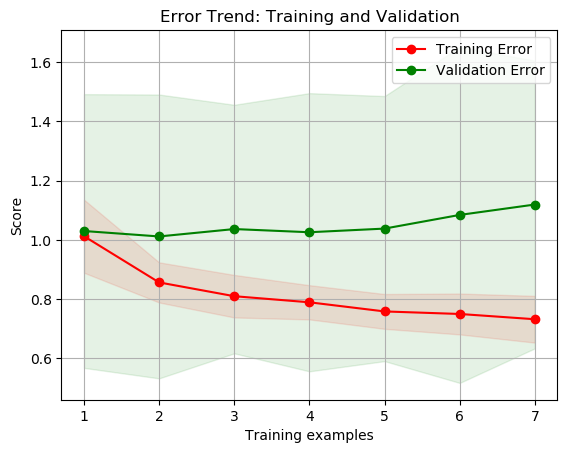 Error Trend: Training and Validation
Training Error
Validation Error
1.6
1.4
1.2
1.0
0.8
0.6
Score
1 2 3 4 5 6 7
Training examples